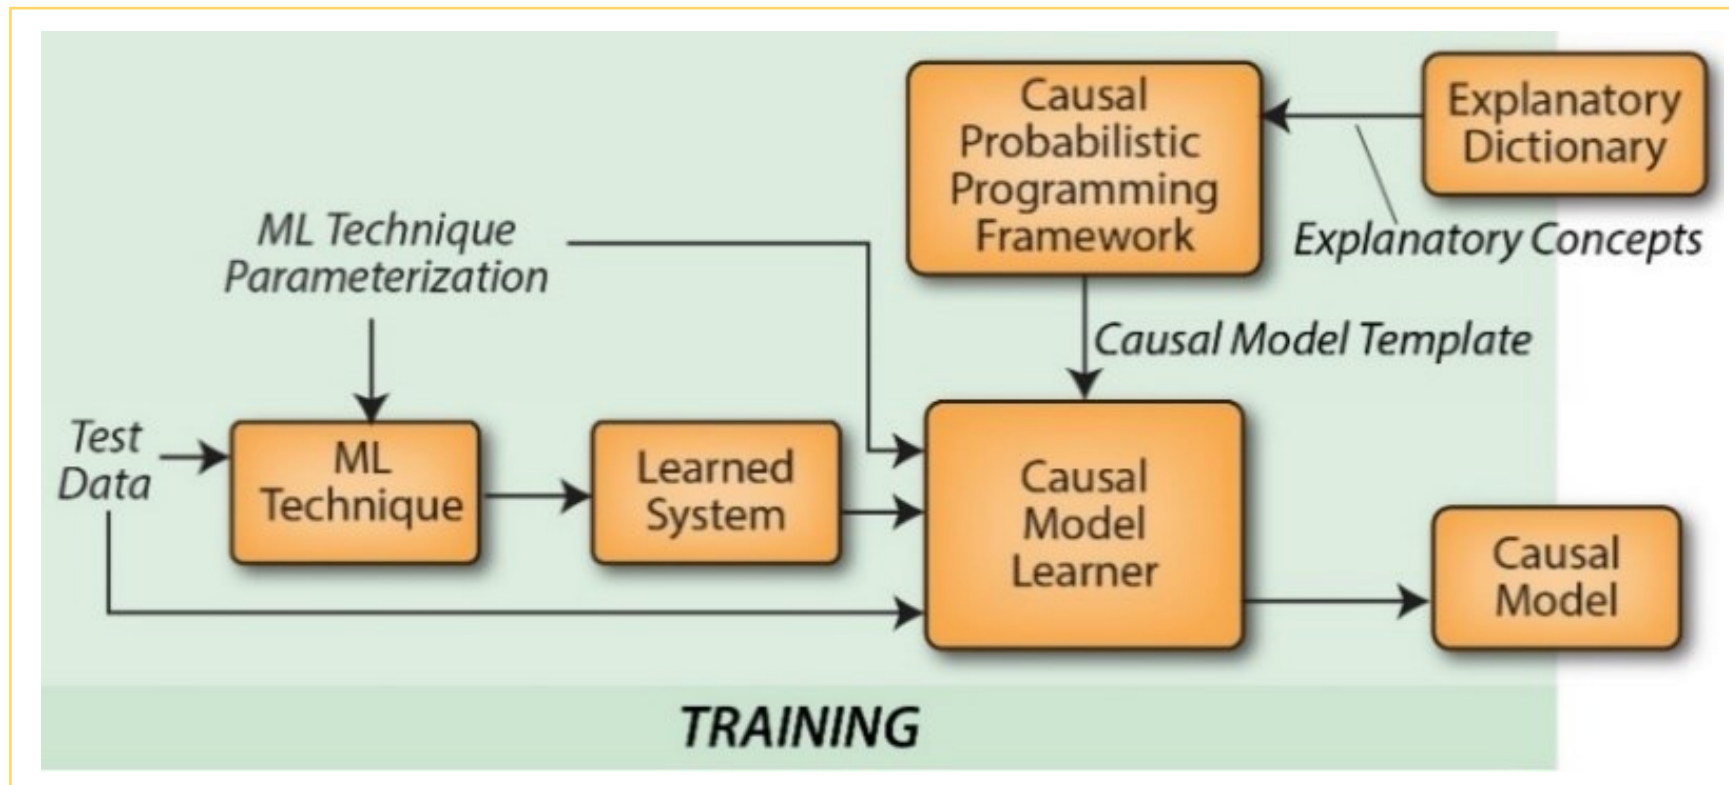 Causal
Probabilistic
Programming
Framework
Explanatory
Dictionary
Explanatory Concepts
ML Technique
Parameterization
Causal Model Template
Test
Data
ML
Technique
Learned
System
Causal
Model
Learner
Causal
Model
TRAINING